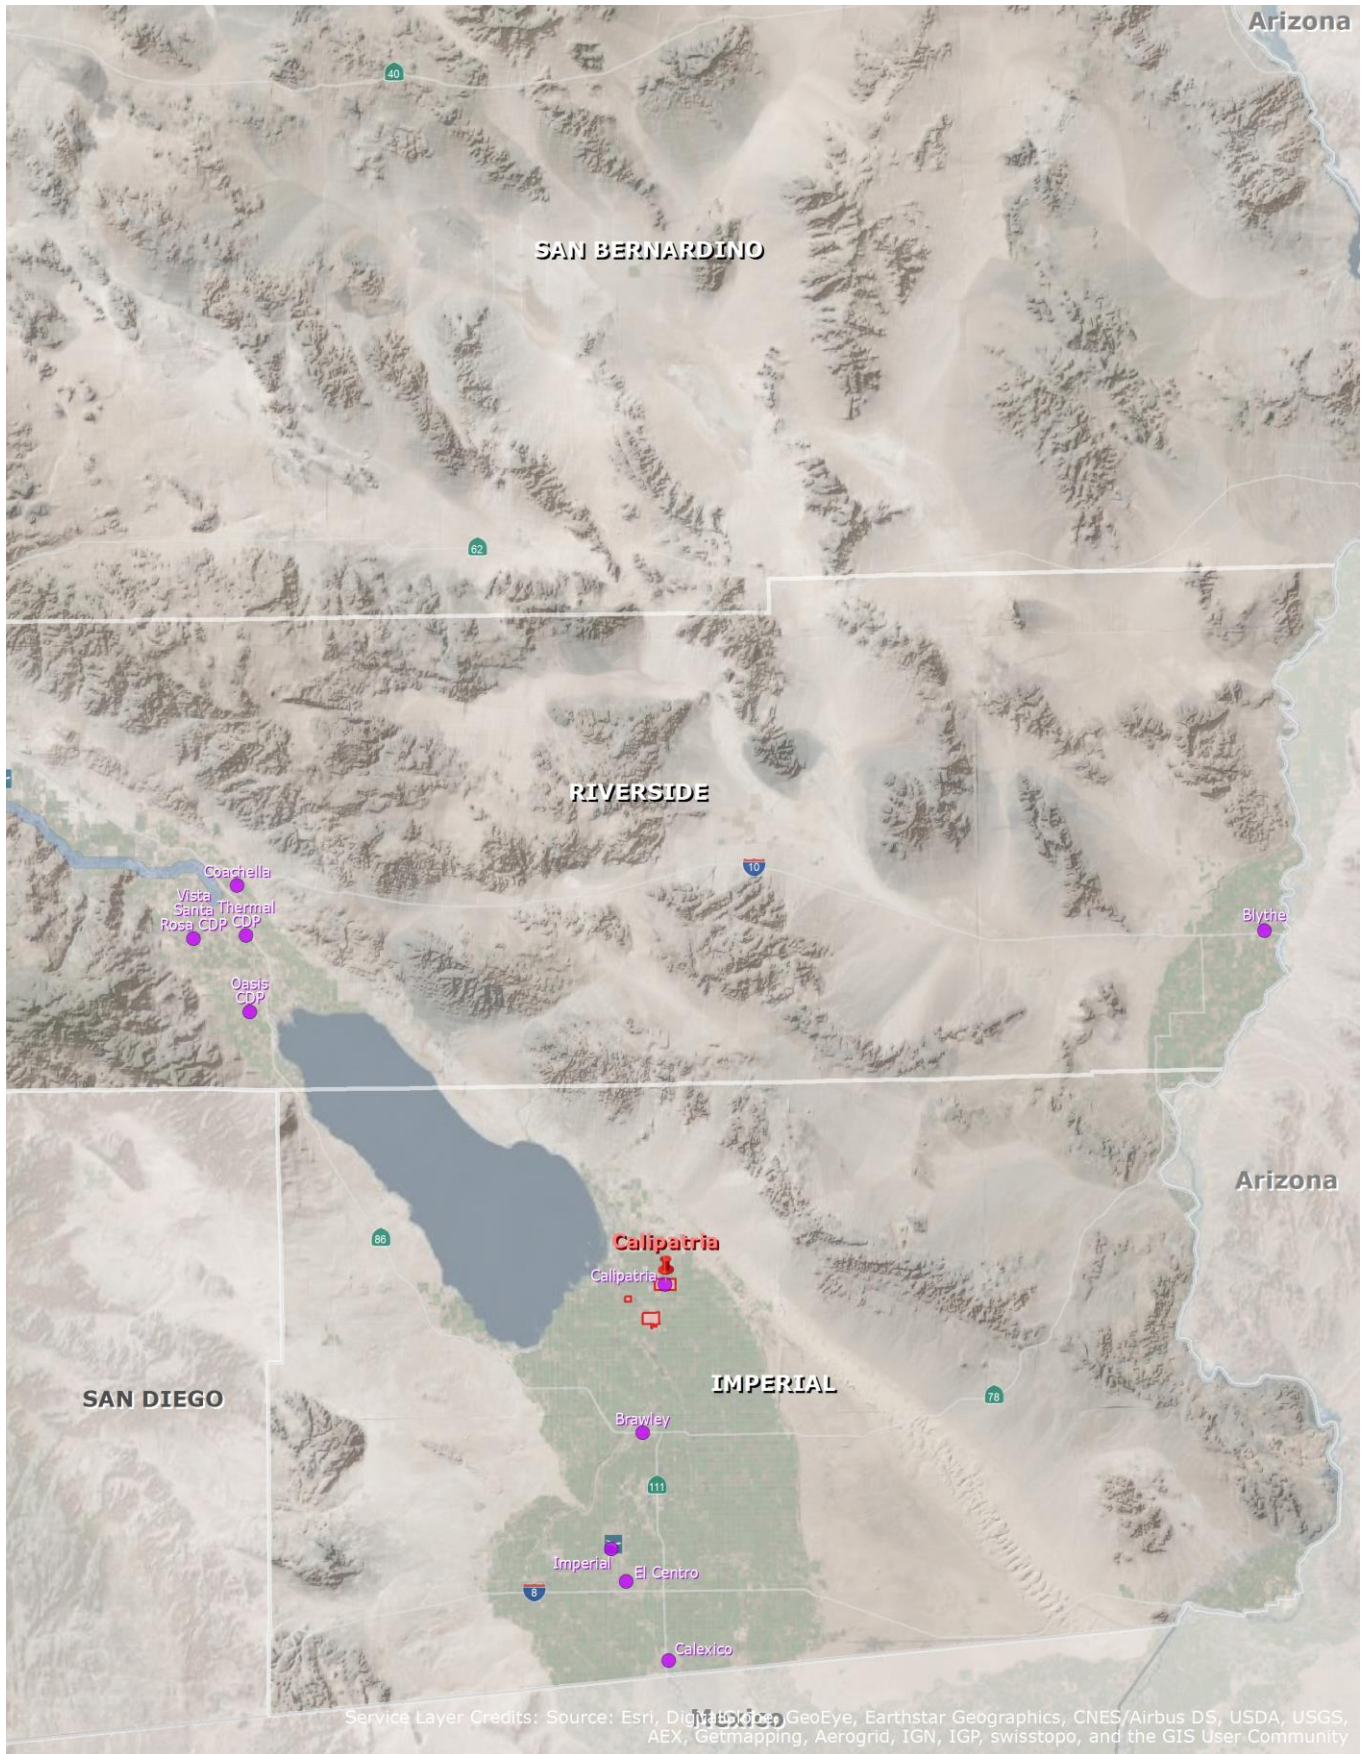 Arizona
40
SAN BERNARDINO
62
RIVERSIDE
10
Coachella
Vista
Santa
Rosa CDP
Thermal
CDP
Blythe
Oasis
CDP
Arizona
86
Calipatria
Calipatria
IMPERIAL
SAN DIEGO
78
Brawley
111
Imperial
El Centro
8
Calexico
Mexico
Service Layer Credits: Source: Esri, DigitalGlobe, GeoEye, Earthstar Geographics, CNES/Airbus DS, USDA, USGS,
AEX, Getmapping, Aerogrid, IGN, IGP, swisstopo, and the GIS User Community